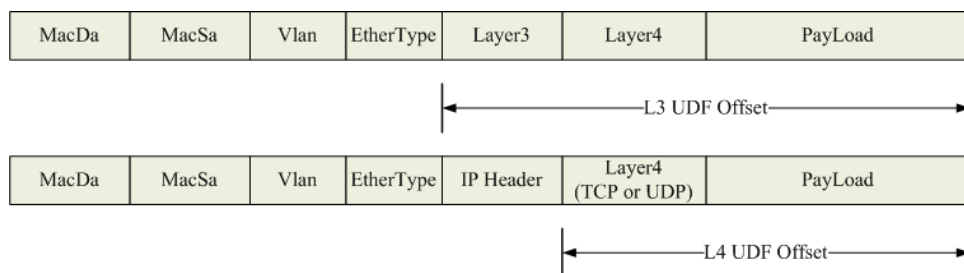 MacDa MacSa Vlan EtherType Layer3 Layer4 PayLoad
L3 UDF Offset
MacDa MacSa Vlan EtherType IP Header Layer4 (TCP or UDP) PayLoad
L4 UDF Offset